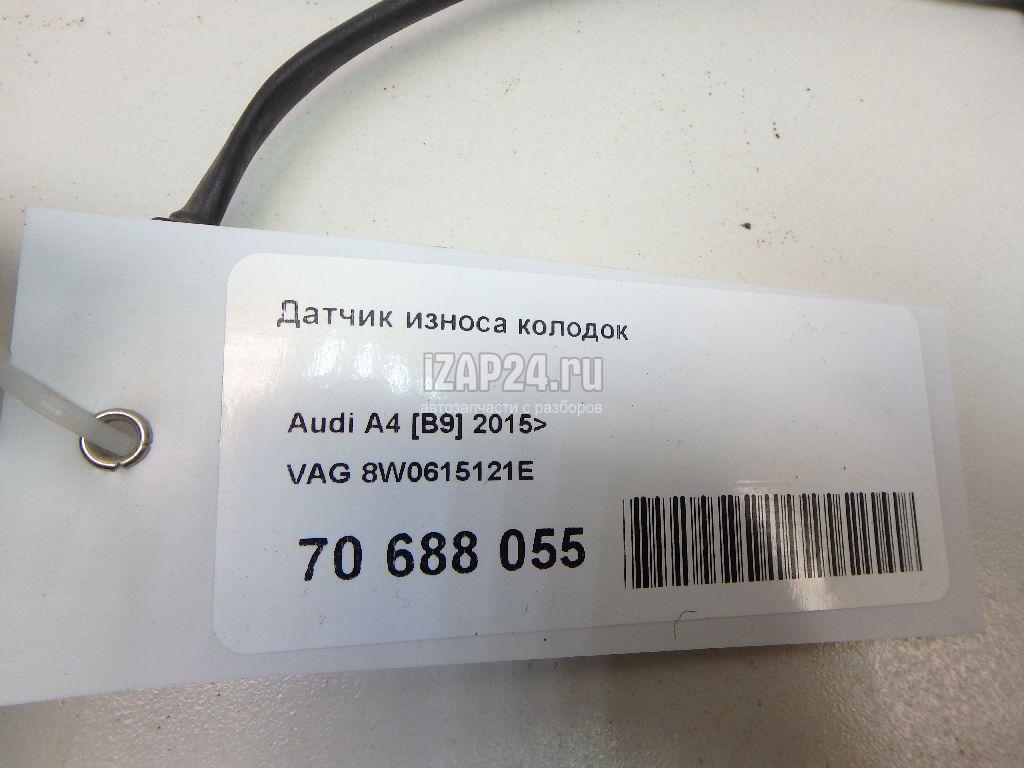 Датчик износа колодок
iZAP24.ru
автозапчасти с разборов
Audi A4 [B9] 2015>
VAG 8W0615121E
70 688 055